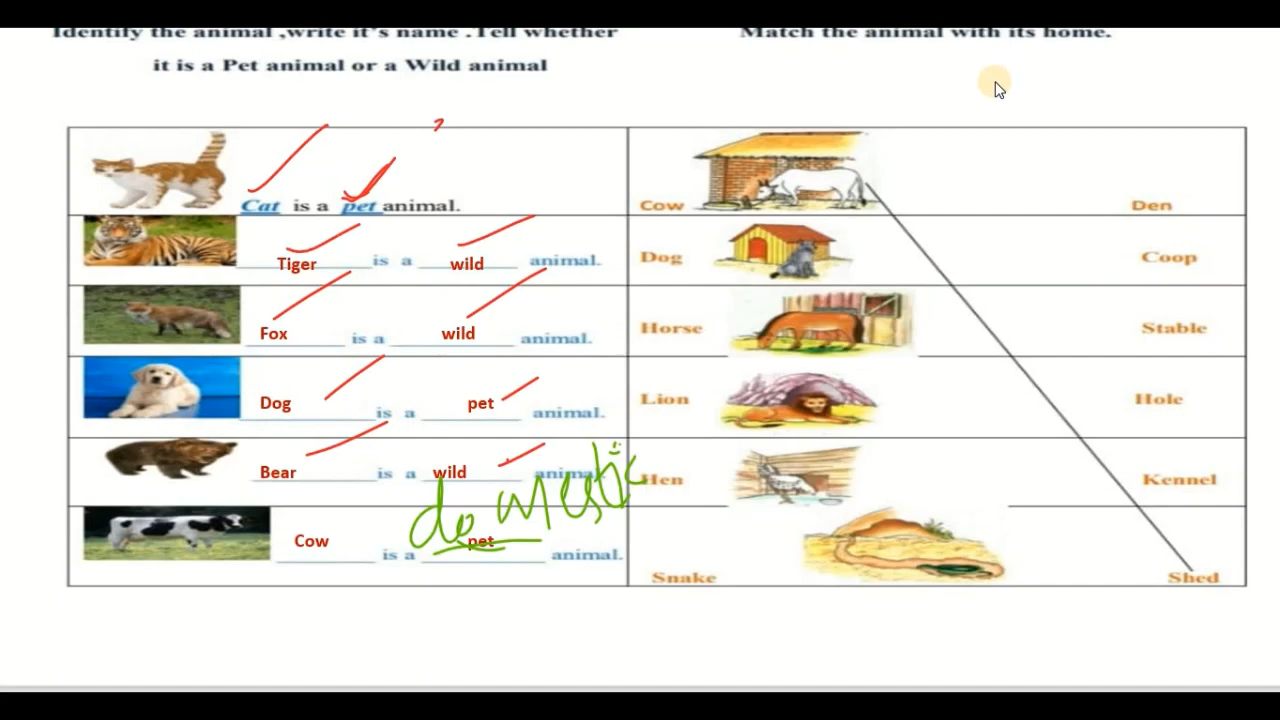 Identify the animal ,write it's name .Tell whether
it is a Pet animal or a Wild animal
Cat is a pet animal.
Tiger is a wild animal.
Fox is a wild animal.
Dog is a pet animal.
Bear is a wild animal.
domestic
Cow is a pet animal.
Match the animal with its home.
Cow Den
Dog Coop
Horse Stable
Lion Hole
Hen Kennel
Snake Shed